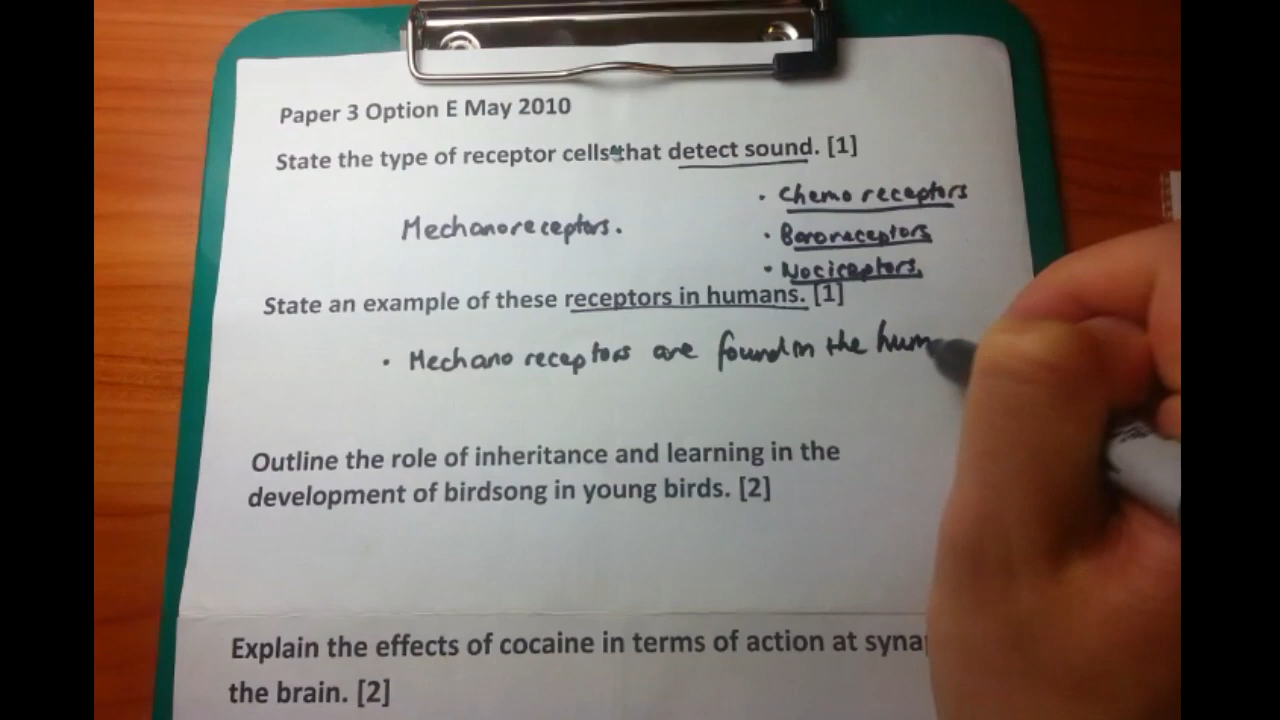 Paper 3 Option E May 2010
State the type of receptor cells that detect sound. [1]
• Chemo receptors
Mechanoreceptors.
• Baroreceptors
• Nociceptors,
State an example of these receptors in humans. [1]
• Mechano receptors are found in the hum
Outline the role of inheritance and learning in the
development of birdsong in young birds. [2]
Explain the effects of cocaine in terms of action at syna
the brain. [2]